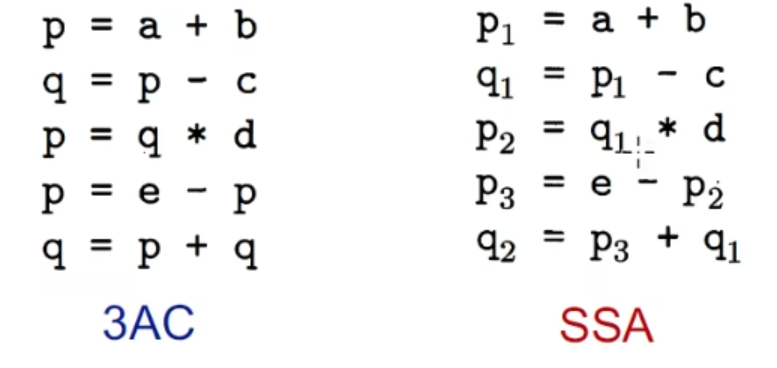 p = a + b
q = p - c
p = q * d
p = e - p
q = p + q
3AC
p₁ = a + b
q₁ = p₁ - c
p₂ = q₁ * d
p₃ = e - p₂
q₂ = p₃ + q₁
SSA